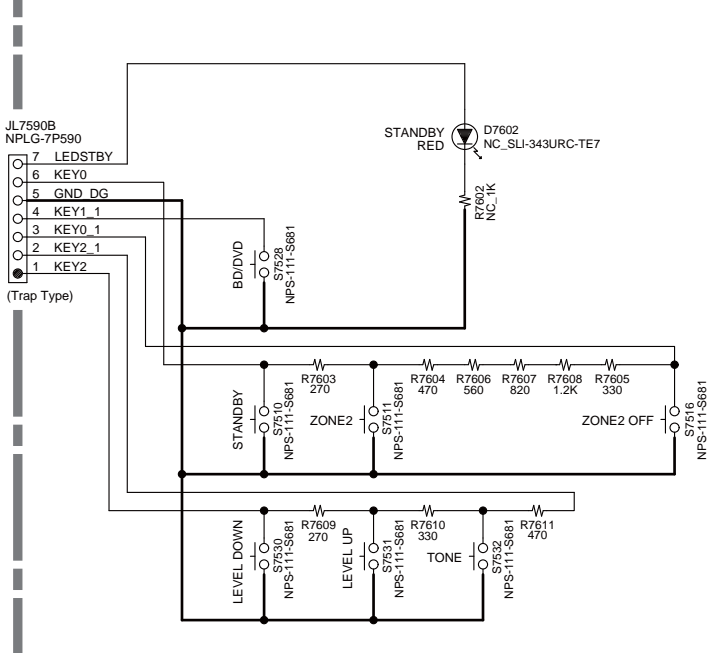 JL7590B
NPLG-7P590
7 LEDSTBY
6 KEY0
5 GND_DG
4 KEY1_1
3 KEY0_1
2 KEY2_1
1 KEY2
(Trap Type)
STANDBY
RED
D7602
NC_SLI-343URC-TE7
R7602
NC_1K
BD/DVD
S7528
NPS-111-S681
R7603
270
R7604
470
R7606
560
R7607
820
R7608
1.2K
R7605
330
STANDBY
S7510
NPS-111-S681
ZONE2
S7511
NPS-111-S681
ZONE2 OFF
S7516
NPS-111-S681
R7609
270
R7610
330
R7611
470
LEVEL DOWN
S7530
NPS-111-S681
LEVEL UP
S7531
NPS-111-S681
TONE
S7532
NPS-111-S681